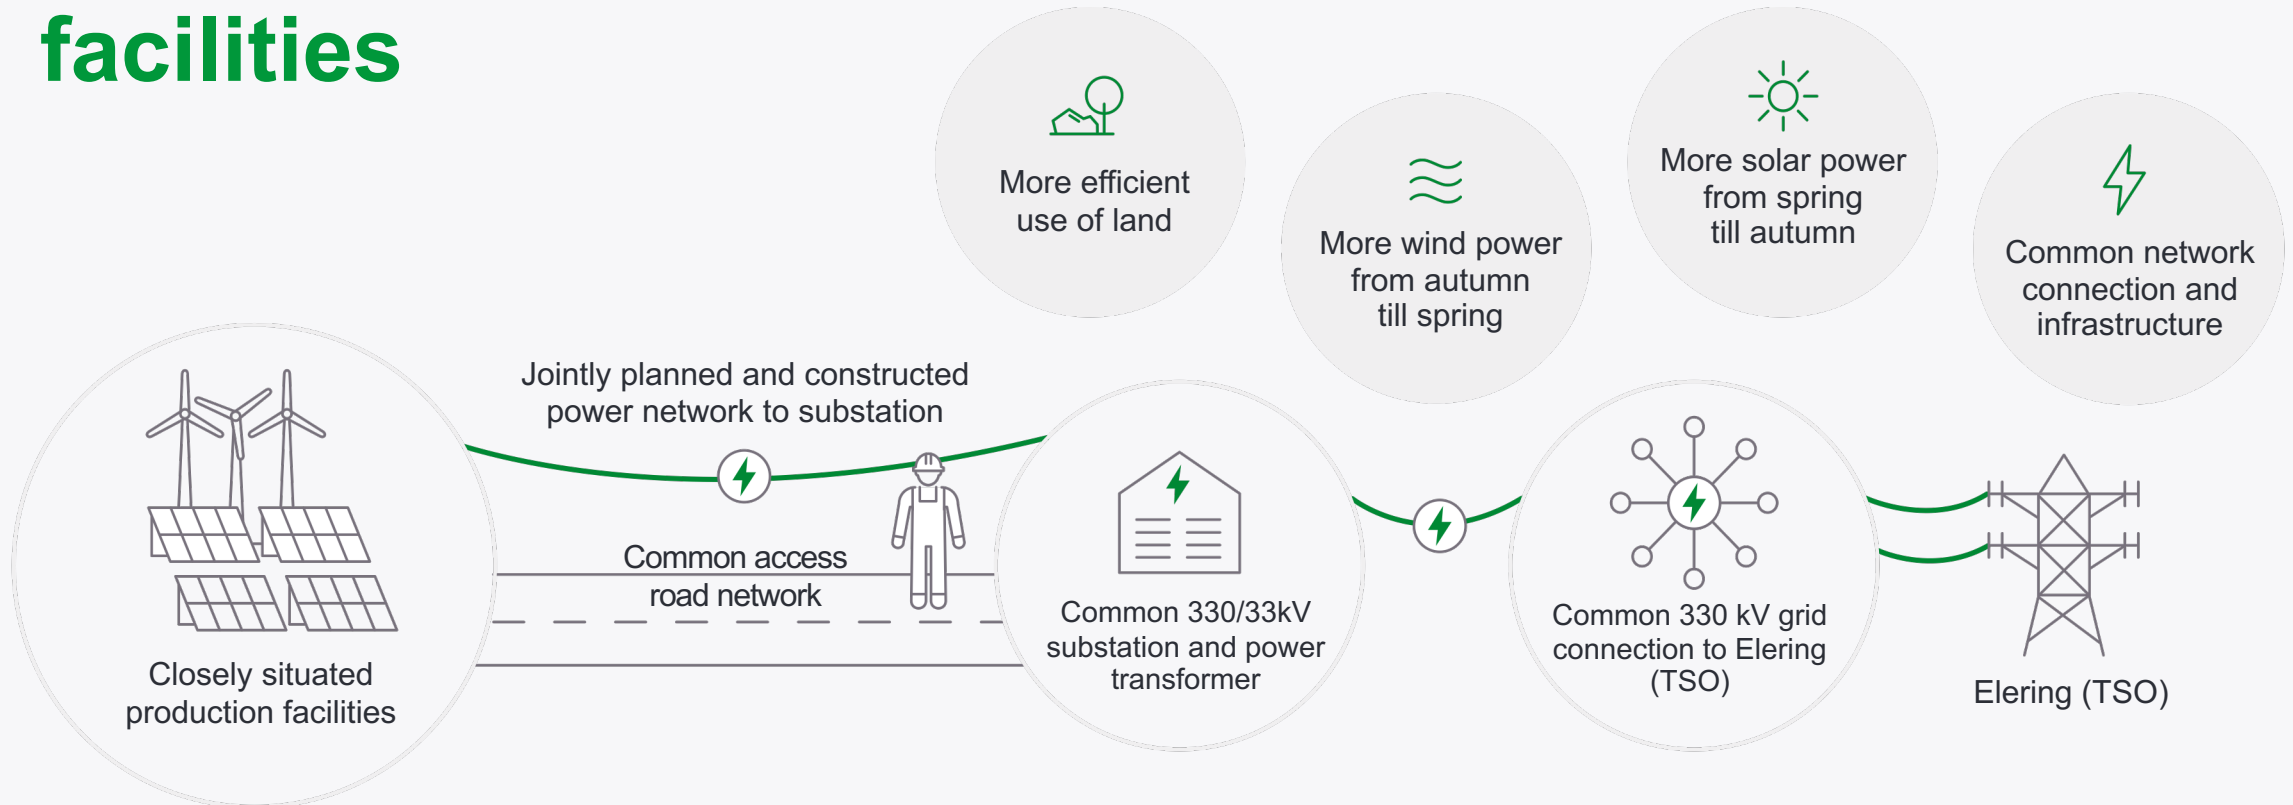 facilities
More efficient
use of land
More wind power
from autumn
till spring
More solar power
from spring
till autumn
Common network
connection and
infrastructure
Jointly planned and constructed
power network to substation
Common access
road network
Closely situated
production facilities
Common 330/33kV
substation and power
transformer
Common 330 kV grid
connection to Elering
(TSO)
Elering (TSO)